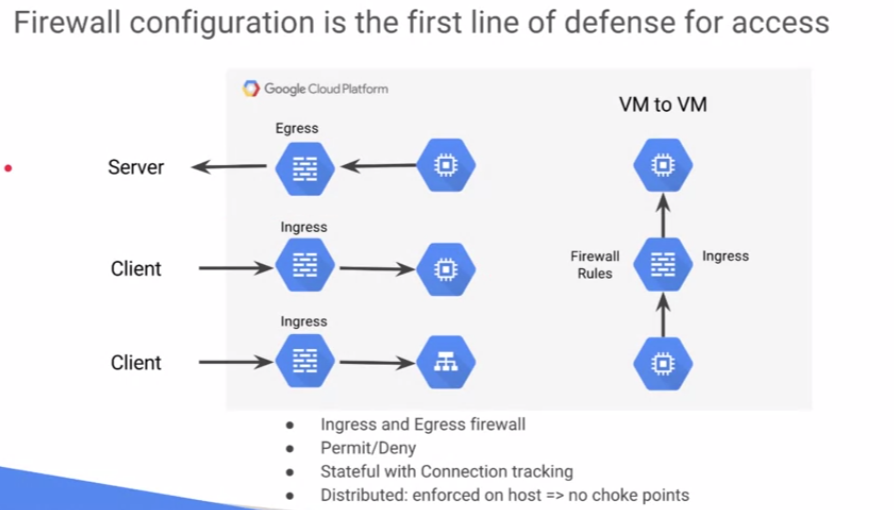 Firewall configuration is the first line of defense for access
Google Cloud Platform
VM to VM
Egress
Server
Ingress
Client
Firewall
Rules
Ingress
Ingress
Client
• Ingress and Egress firewall
• Permit/Deny
• Stateful with Connection tracking
• Distributed: enforced on host => no choke points